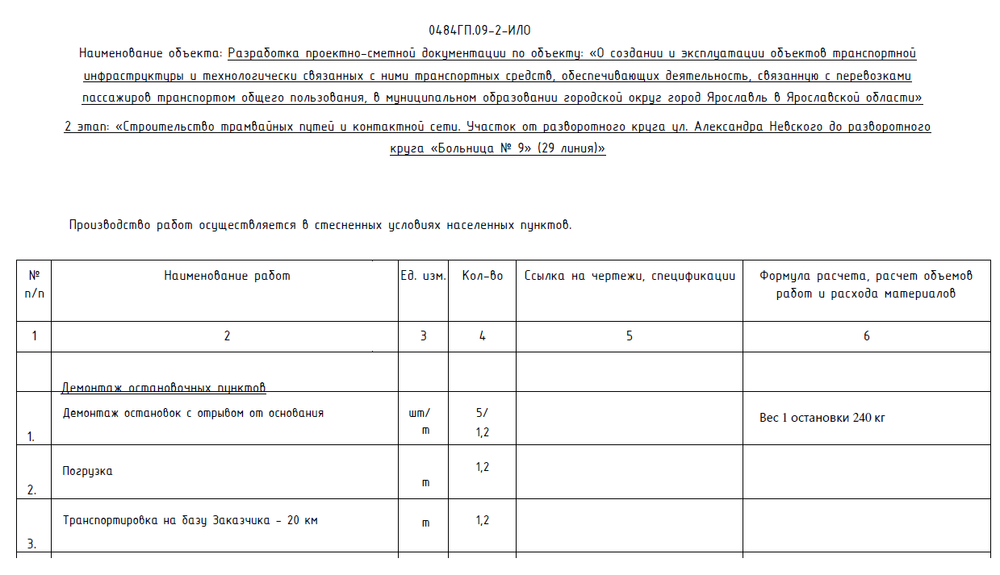 0484ГП.09-2-ИЛО
Наименование объекта: Разработка проектно-сметной документации по объекту: «О создании и эксплуатации объектов транспортной
инфраструктуры и технологически связанных с ними транспортных средств, обеспечивающих деятельность, связанную с перевозками
пассажиров транспортом общего пользования, в муниципальном образовании городской округ город Ярославль в Ярославской области»
2 этап: «Строительство трамвайных путей и контактной сети. Участок от разворотного круга ул. Александра Невского до разворотного
круга «Больница № 9» (29 линия)»
Производство работ осуществляется в стесненных условиях населенных пунктов.
№ п/п Наименование работ Ед. изм. Кол-во Ссылка на чертежи, спецификации Формула расчета, расчет объемов
работ и расхода материалов
1 2 3 4 5 6
Демонтаж остановочных пунктов
1. Демонтаж остановок с отрывом от основания шт/ т 5/ 1,2 Вес 1 остановки 240 кг
2. Погрузка т 1,2
3. Транспортировка на базу Заказчика - 20 км т 1,2